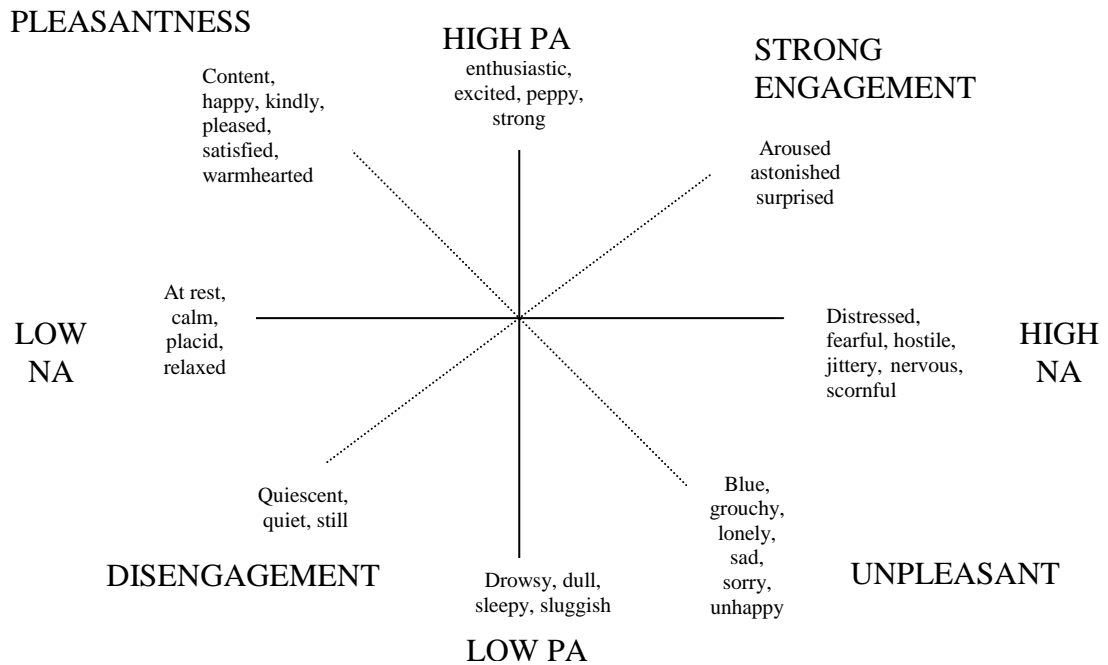 PLEASANTNESS
Content,
happy, kindly,
pleased,
satisfied,
warmhearted
HIGH PA
enthusiastic,
excited, peppy,
strong
STRONG
ENGAGEMENT
Aroused
astonished
surprised
LOW
NA
At rest,
calm,
placid,
relaxed
Distressed,
fearful, hostile,
jittery, nervous,
scornful
HIGH
NA
Quiescent,
quiet, still
DISENGAGEMENT
Drowsy, dull,
sleepy, sluggish
LOW PA
Blue,
grouchy,
lonely,
sad,
sorry,
unhappy
UNPLEASANT